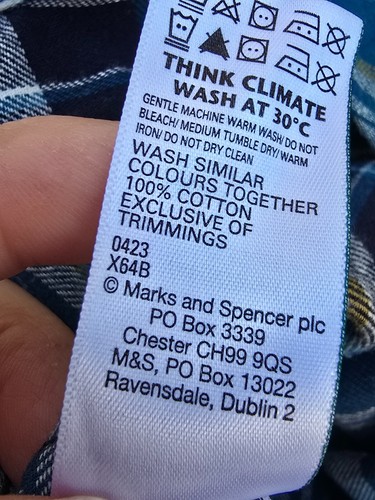 THINK CLIMATE
WASH AT 30°C
GENTLE MACHINE WARM WASH/DO NOT
BLEACH/MEDIUM TUMBLE DRY/WARM
IRON/DO NOT DRY CLEAN
WASH SIMILAR
COLOURS TOGETHER
100% COTTON
EXCLUSIVE OF
TRIMMINGS
0423
X64B
© Marks and Spencer plc
PO Box 3339
Chester CH99 9QS
M&S, PO Box 13022
Ravensdale, Dublin 2